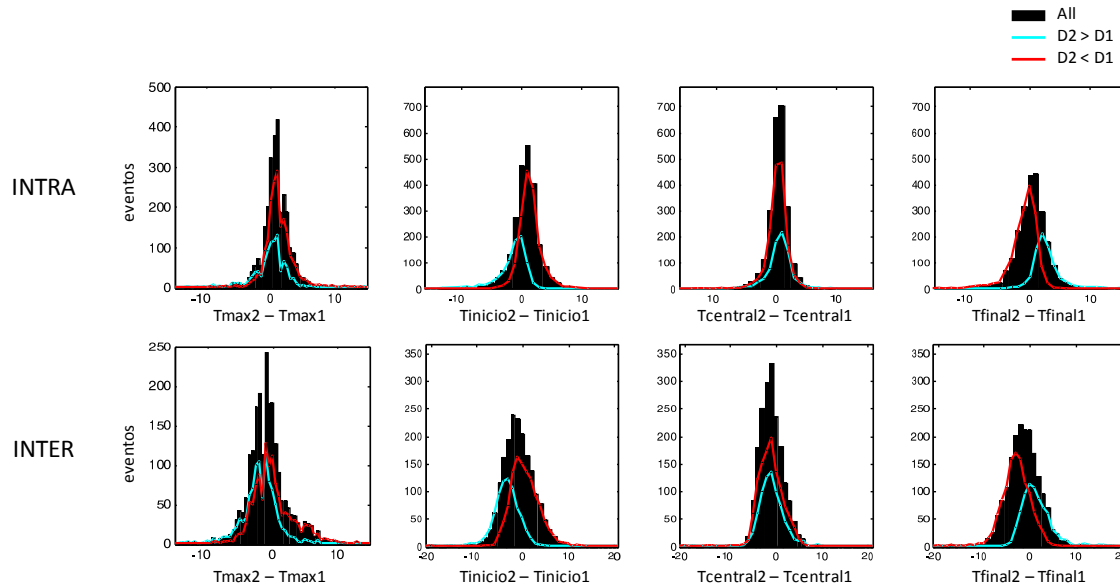 All
D2 > D1
D2 < D1
INTRA
eventos
500
400
300
200
100
0
-10 0 10
Tmax2 – Tmax1
700
600
500
400
300
200
100
0
-10 0 10
Tinicio2 – Tinicio1
700
600
500
400
300
200
100
0
10 0 10
Tcentral2 – Tcentral1
700
600
500
400
300
200
100
0
-10 0 10
Tfinal2 – Tfinal1
INTER
eventos
250
200
150
100
50
0
-10 0 10
Tmax2 – Tmax1
350
300
250
200
150
100
50
0
-20 -10 0 10 20
Tinicio2 – Tinicio1
350
300
250
200
150
100
50
0
-20 -10 0 10 20
Tcentral2 – Tcentral1
350
300
250
200
150
100
50
0
-20 -10 0 10 20
Tfinal2 – Tfinal1